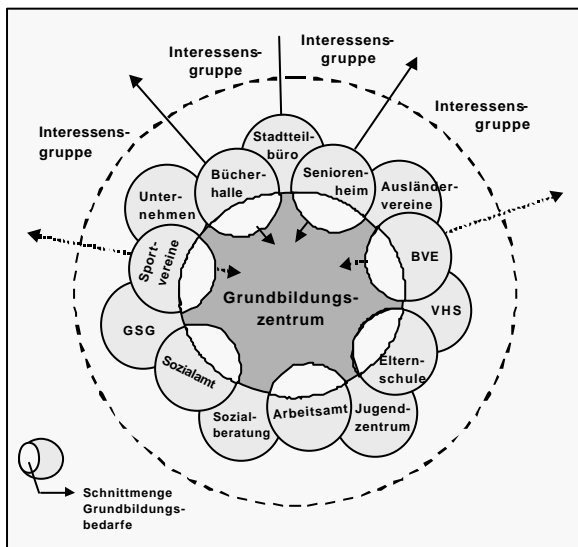 Interessens-
gruppe
Interessens-
gruppe
Interessens-
gruppe
Interessens-
gruppe
Stadtteil-
büro
Bücher-
halle
Senioren-
heim
Unter-
nehmen
Ausländer-
vereine
Sport-
vereine
BVE
Grundbildungs-
zentrum
GSG
VHS
Sozialamt
Eltern-
schule
Sozial-
beratung
Arbeitsamt
Jugend-
zentrum
Schnittmenge
Grundbildungs-
bedarfe